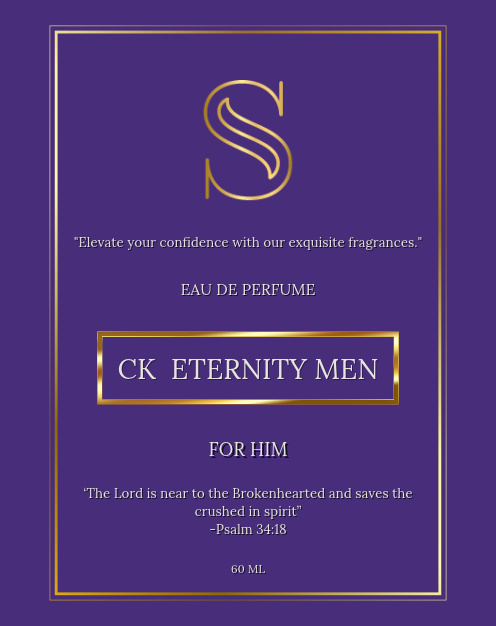 S
"Elevate your confidence with our exquisite fragrances."
EAU DE PERFUME
CK  ETERNITY MEN
FOR HIM
‘The Lord is near to the Brokenhearted and saves the
crushed in spirit”
-Psalm 34:18
60 ML